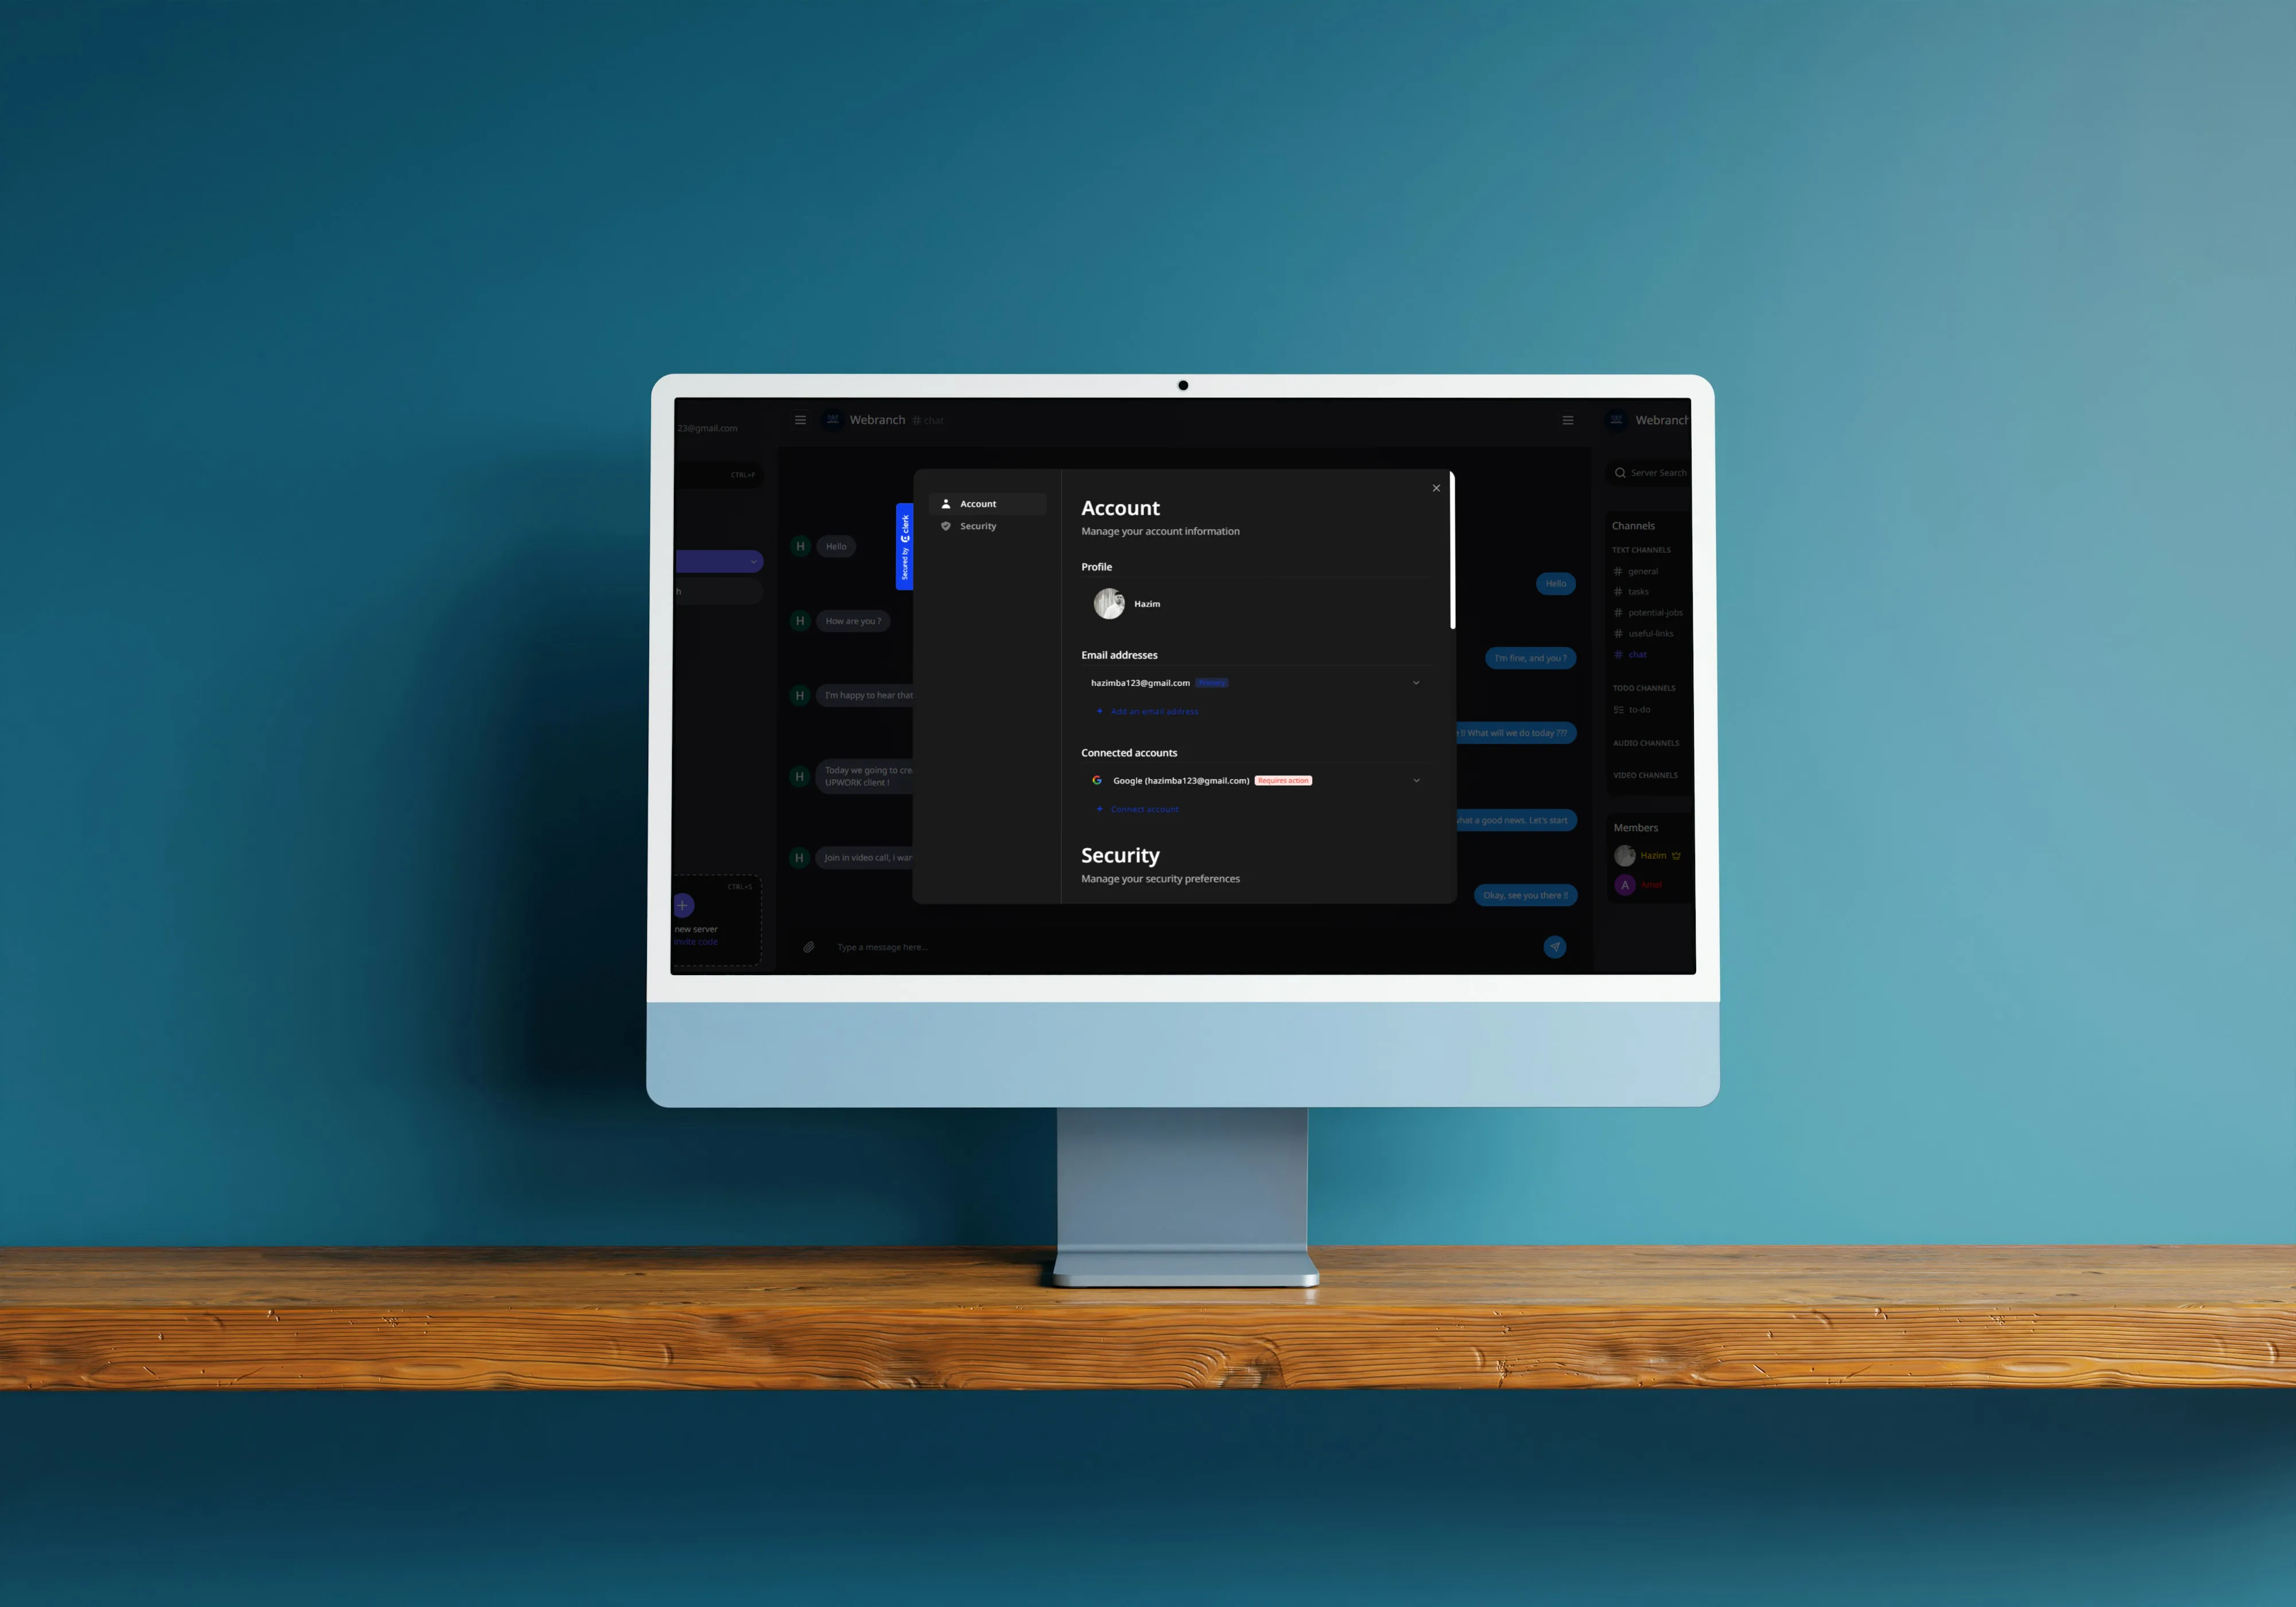 23@gmail.com
CTRL+F
h
CTRL+S
new server
invite code
Webranch # chat
H Hello
Hello
H How are you ?
I'm fine, and you ?
H I'm happy to hear that
e !! What will we do today ???
H Today we going to cre
UPWORK client !
hat a good news. Let's start
H Join in video call, i war
Okay, see you there !!
Type a message here...
Secured by clerk
Account
Security
Account
Manage your account information
Profile
Hazim
Email addresses
hazimba123@gmail.com Primary
+ Add an email address
Connected accounts
Google (hazimba123@gmail.com) Requires action
+ Connect account
Security
Manage your security preferences
Webranch
Server Search
Channels
TEXT CHANNELS
# general
# tasks
# potential-jobs
# useful-links
# chat
TODO CHANNELS
to-do
AUDIO CHANNELS
VIDEO CHANNELS
Members
Hazim
A Amel